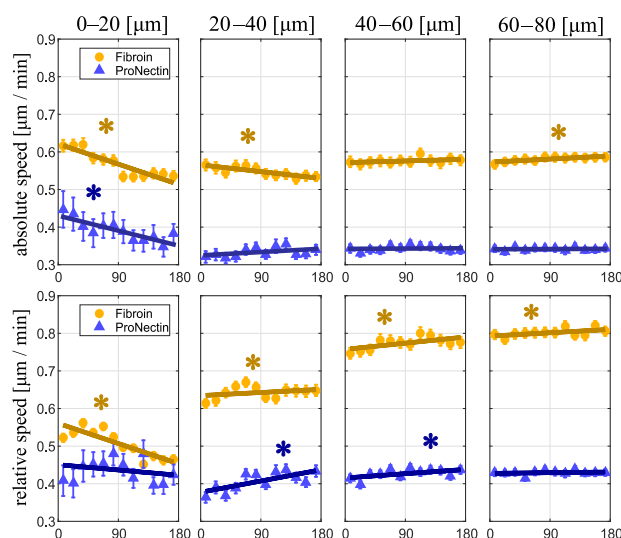 0–20 [μm] 20–40 [μm] 40–60 [μm] 60–80 [μm]
absolute speed [μm / min]
0.9
0.8
0.7
0.6
0.5
0.4
0.3
Fibroin
ProNectin
*
*
*
*
0 90 180 0 90 180 0 90 180 0 90 180
relative speed [μm / min]
0.9
0.8
0.7
0.6
0.5
0.4
0.3
Fibroin
ProNectin
*
*
*
*
*
*
0 90 180 0 90 180 0 90 180 0 90 180